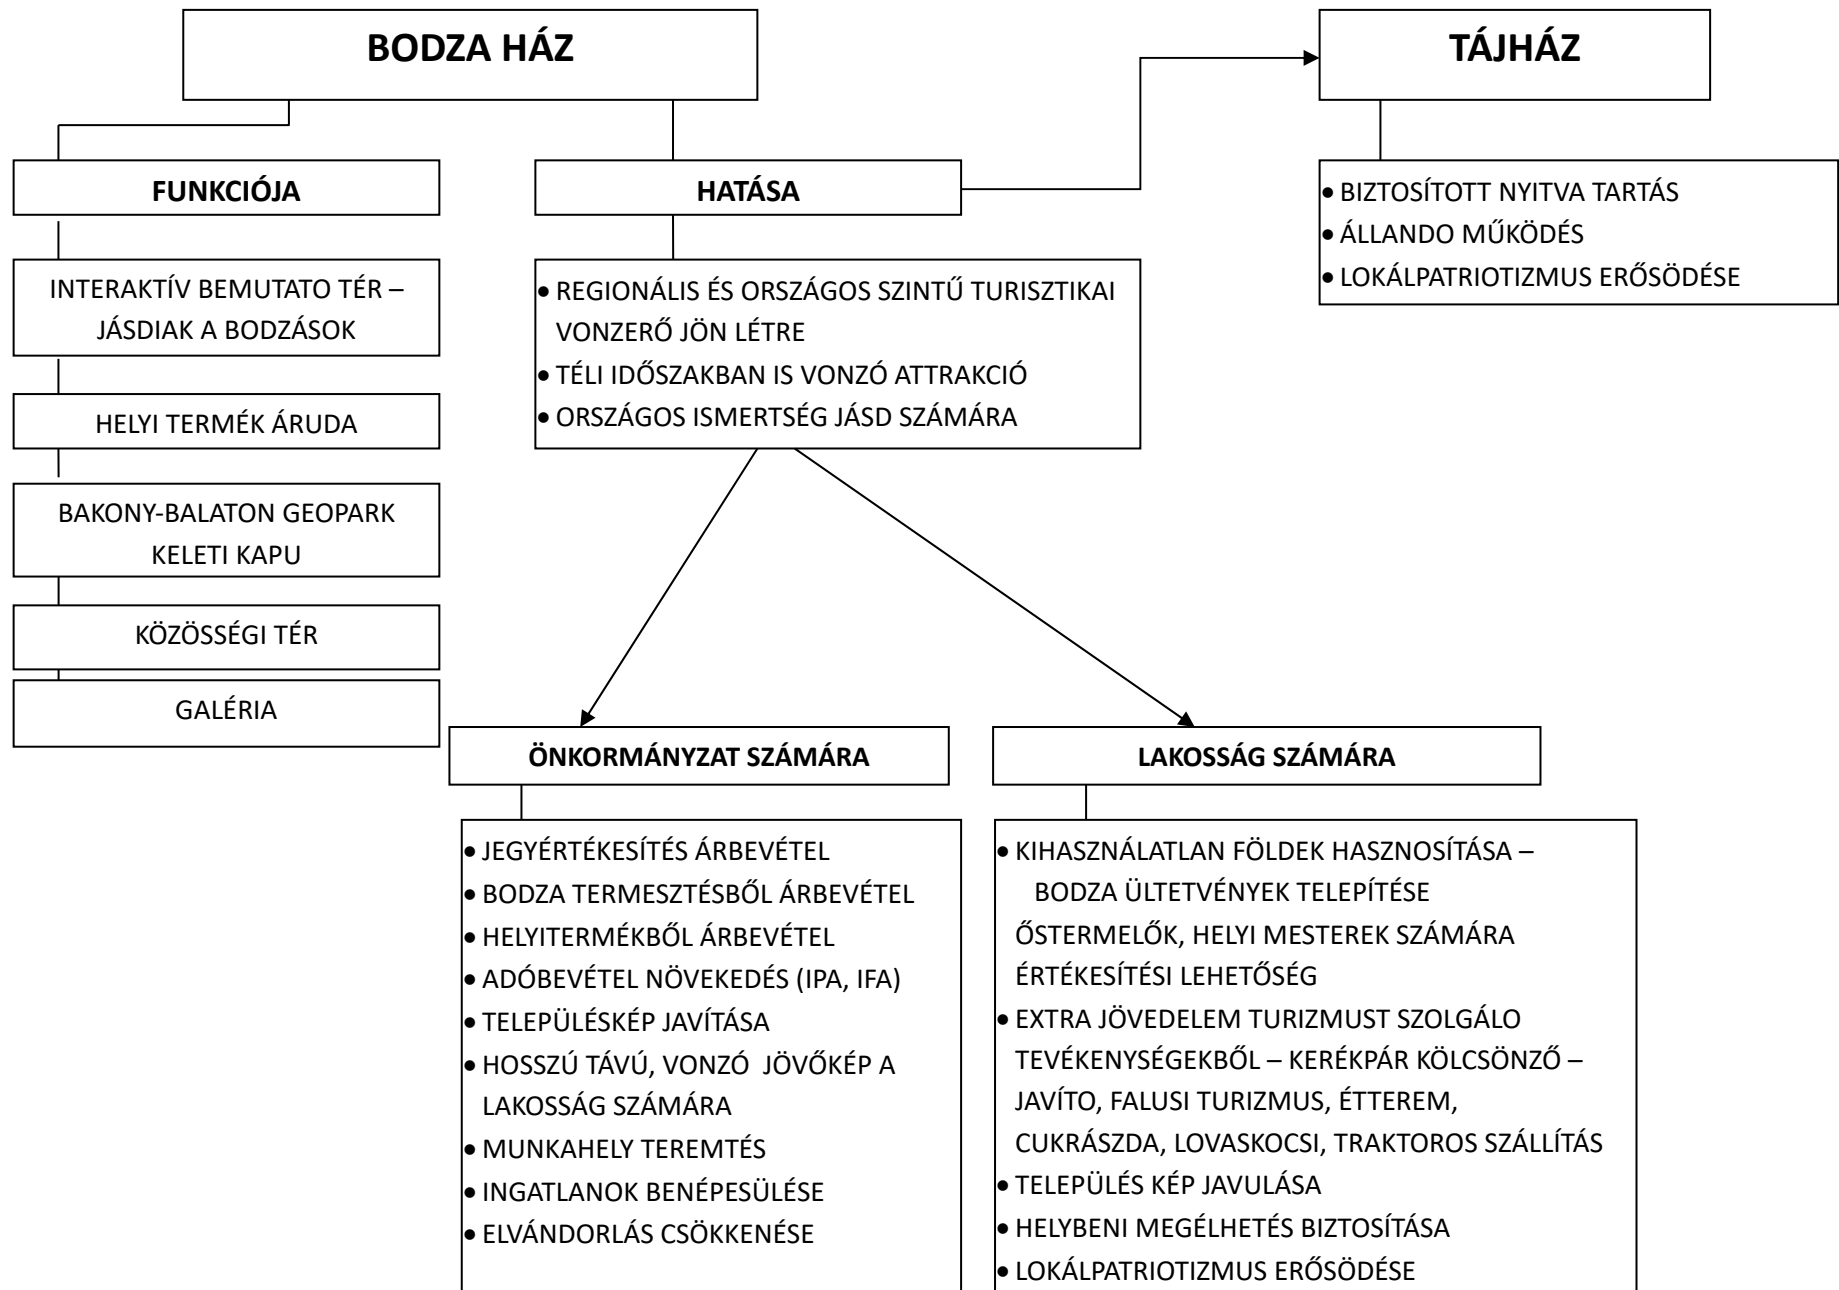 BODZA HÁZ
TÁJHÁZ
FUNKCIÓJA
HATÁSA
• BIZTOSÍTOTT NYITVA TARTÁS
• ÁLLANDO MŰKÖDÉS
• LOKÁLPATRIOTIZMUS ERŐSÖDÉSE
INTERAKTÍV BEMUTATO TÉR –
JÁSDIAK A BODZÁSOK
HELYI TERMÉK ÁRUDA
BAKONY-BALATON GEOPARK
KELETI KAPU
KÖZÖSSÉGI TÉR
GALÉRIA
• REGIONÁLIS ÉS ORSZÁGOS SZINTŰ TURISZTIKAI
VONZERŐ JÖN LÉTRE
• TÉLI IDŐSZAKBAN IS VONZÓ ATTRAKCIÓ
• ORSZÁGOS ISMERTSÉG JÁSD SZÁMÁRA
ÖNKORMÁNYZAT SZÁMÁRA
• JEGYÉRTÉKESÍTÉS ÁRBEVÉTEL
• BODZA TERMESZTÉSBŐL ÁRBEVÉTEL
• HELYITERMÉKBŐL ÁRBEVÉTEL
• ADÓBEVÉTEL NÖVEKEDÉS (IPA, IFA)
• TELEPÜLÉSKÉP JAVÍTÁSA
• HOSSZÚ TÁVÚ, VONZÓ JÖVŐKÉP A
LAKOSSÁG SZÁMÁRA
• MUNKAHELY TEREMTÉS
• INGATLANOK BENÉPESÜLÉSE
• ELVÁNDORLÁS CSÖKKENÉSE
LAKOSSÁG SZÁMÁRA
• KIHASZNÁLATLAN FÖLDEK HASZNOSÍTÁSA –
BODZA ÜLTETVÉNYEK TELEPÍTÉSE
ŐSTERMELŐK, HELYI MESTEREK SZÁMÁRA
ÉRTÉKESÍTÉSI LEHETŐSÉG
• EXTRA JÖVEDELEM TURIZMUST SZOLGÁLO
TEVÉKENYSÉGEKBŐL – KERÉKPÁR KÖLCSÖNZŐ –
JAVÍTO, FALUSI TURIZMUS, ÉTTEREM,
CUKRÁSZDA, LOVASKOCSI, TRAKTOROS SZÁLLÍTÁS
• TELEPÜLÉS KÉP JAVULÁSA
• HELYBENI MEGÉLHETÉS BIZTOSÍTÁSA
• LOKÁLPATRIOTIZMUS ERŐSÖDÉSE